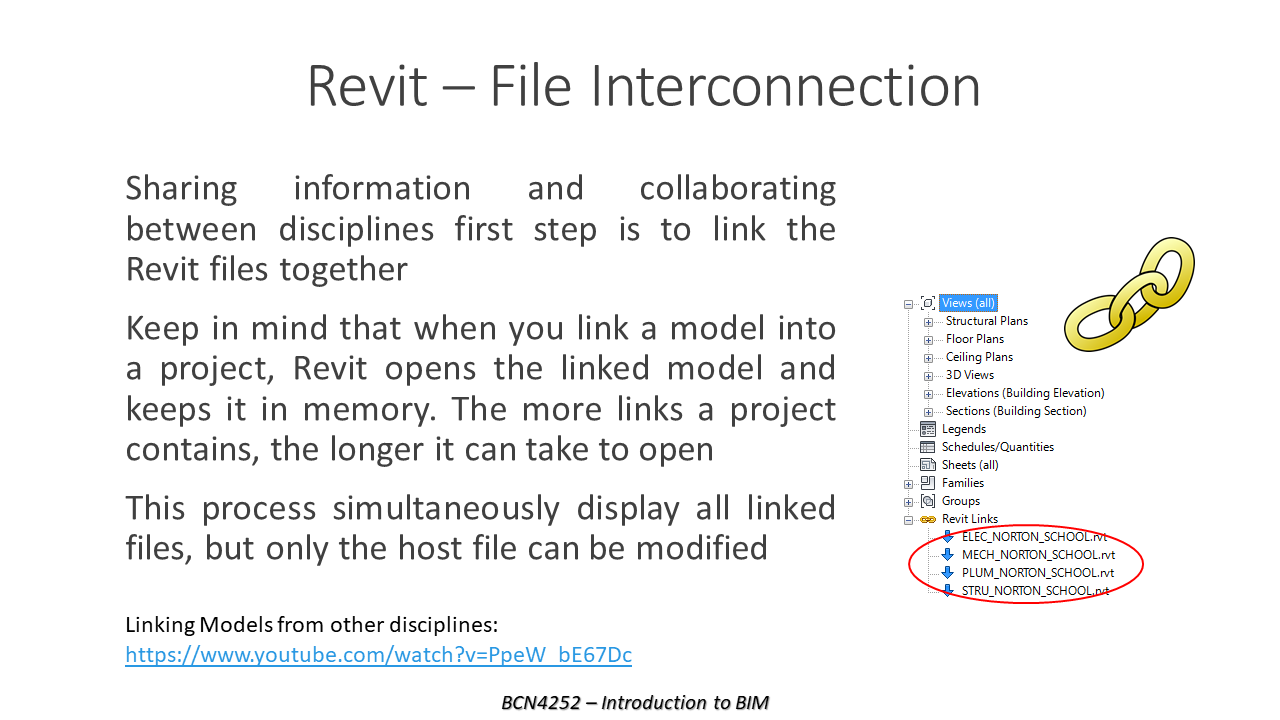 Revit – File Interconnection
Sharing information and collaborating
between disciplines first step is to link the
Revit files together
Keep in mind that when you link a model into
a project, Revit opens the linked model and
keeps it in memory. The more links a project
contains, the longer it can take to open
This process simultaneously display all linked
files, but only the host file can be modified
Linking Models from other disciplines:
https://www.youtube.com/watch?v=PpeW_bE67Dc
Views (all)
Structural Plans
Floor Plans
Ceiling Plans
3D Views
Elevations (Building Elevation)
Sections (Building Section)
Legends
Schedules/Quantities
Sheets (all)
Families
Groups
Revit Links
ELEC_NORTON_SCHOOL.rvt
MECH_NORTON_SCHOOL.rvt
PLUM_NORTON_SCHOOL.rvt
STRU_NORTON_SCHOOL.rvt
BCN4252 – Introduction to BIM